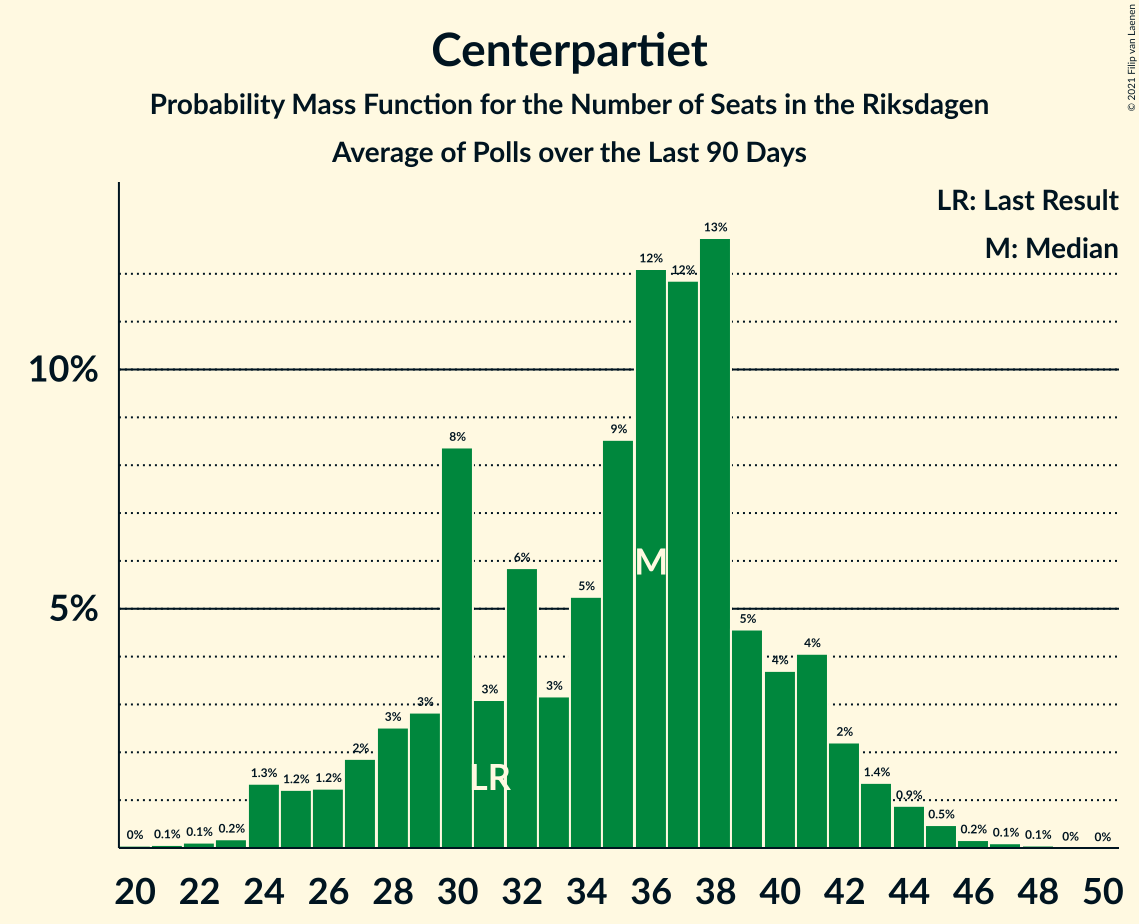 © 2021 Filip van Laenen
Centerpartiet
Probability Mass Function for the Number of Seats in the Riksdagen
Average of Polls over the Last 90 Days
LR: Last Result
M: Median
10%
5%
0% 0.1% 0.1% 0.2% 1.3% 1.2% 1.2% 2% 3% 3% 8% 3% 6% 3% 5% 9% 12% 12% 13% 5% 4% 4% 2% 1.4% 0.9% 0.5% 0.2% 0.1% 0.1% 0% 0%
M
LR
20 22 24 26 28 30 32 34 36 38 40 42 44 46 48 50